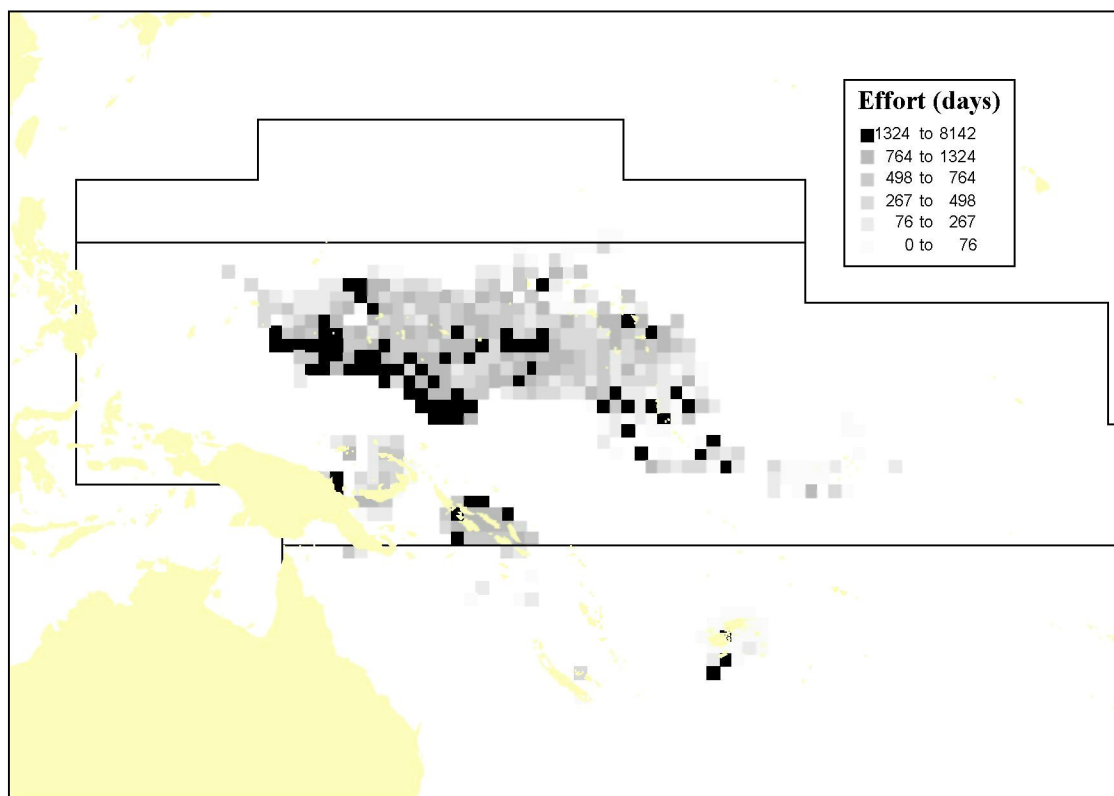 Effort (days)
1324 to 8142
764 to 1324
498 to 764
267 to 498
76 to 267
0 to 76